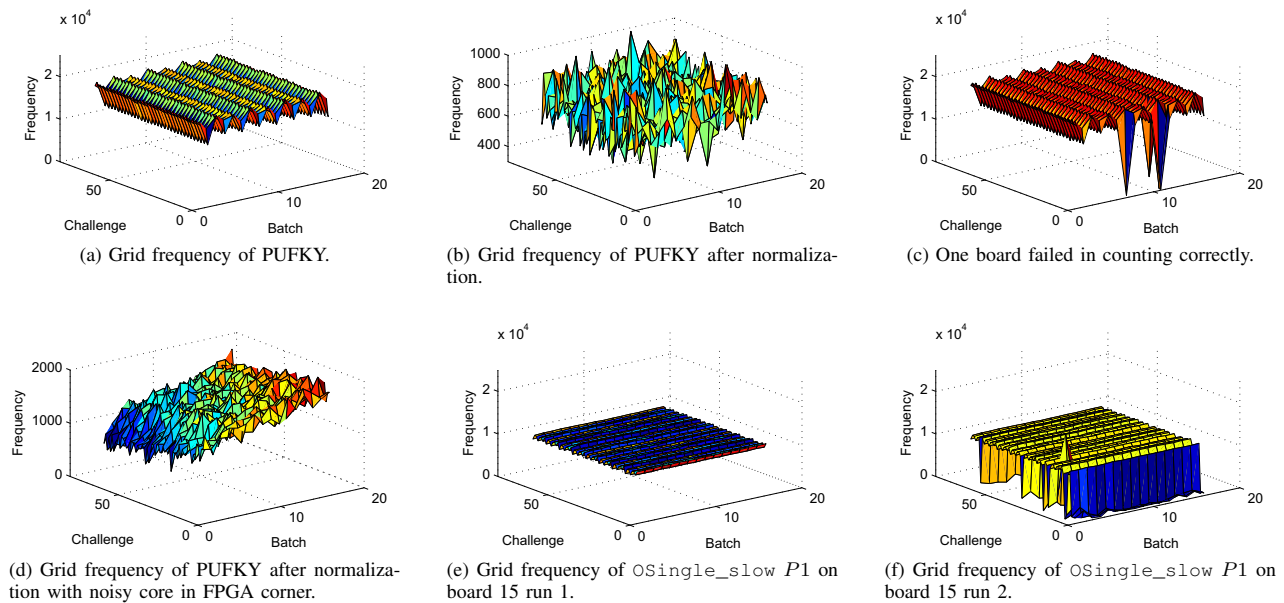 x 10^4
2
1
0
Frequency
50
0
Challenge
0
10
20
Batch
(a) Grid frequency of PUFKY.
1000
800
600
400
Frequency
50
0
Challenge
0
10
20
Batch
(b) Grid frequency of PUFKY after normaliza-
tion.
x 10^4
2
1
0
Frequency
50
0
Challenge
0
10
20
Batch
(c) One board failed in counting correctly.
2000
1000
0
Frequency
50
0
Challenge
0
10
20
Batch
(d) Grid frequency of PUFKY after normaliza-
tion with noisy core in FPGA corner.
x 10^4
2
1
0
Frequency
50
0
Challenge
0
10
20
Batch
(e) Grid frequency of OSingle_slow P1 on
board 15 run 1.
x 10^4
2
1
0
Frequency
50
0
Challenge
0
10
20
Batch
(f) Grid frequency of OSingle_slow P1 on
board 15 run 2.